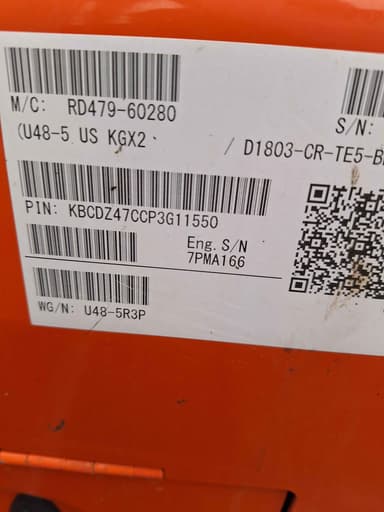 M/C: RD479-60280
S/N:
(U48-5 US KGX2 / D1803-CR-TE5-B
PIN: KBCDZ47CCP3G11550
Eng. S/N
7PMA166
WG/N: U48-5R3P